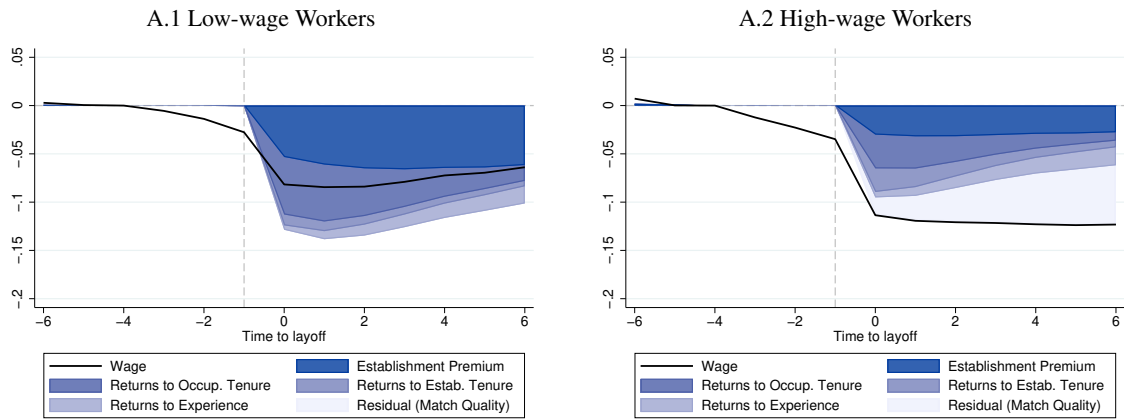 A.1 Low-wage Workers
.05
0
-.05
-.1
-.15
-.2
-6 -4 -2 0 2 4 6
Time to layoff
Wage Establishment Premium
Returns to Occup. Tenure Returns to Estab. Tenure
Returns to Experience Residual (Match Quality)
A.2 High-wage Workers
.05
0
-.05
-.1
-.15
-.2
-6 -4 -2 0 2 4 6
Time to layoff
Wage Establishment Premium
Returns to Occup. Tenure Returns to Estab. Tenure
Returns to Experience Residual (Match Quality)